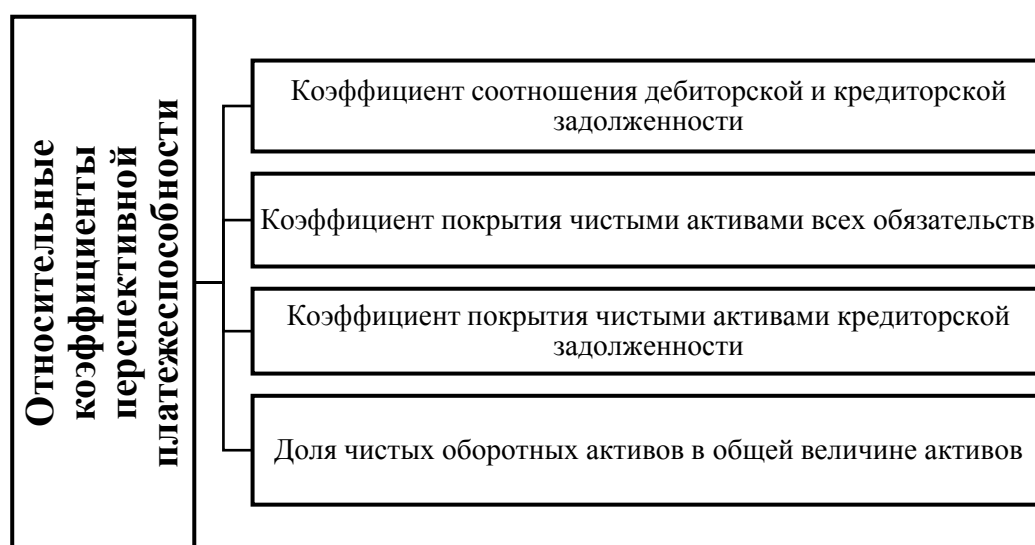 Относительные
коэффициенты
перспективной
платежеспособности
Коэффициент соотношения дебиторской и кредиторской
задолженности
Коэффициент покрытия чистыми активами всех обязательств
Коэффициент покрытия чистыми активами кредиторской
задолженности
Доля чистых оборотных активов в общей величине активов